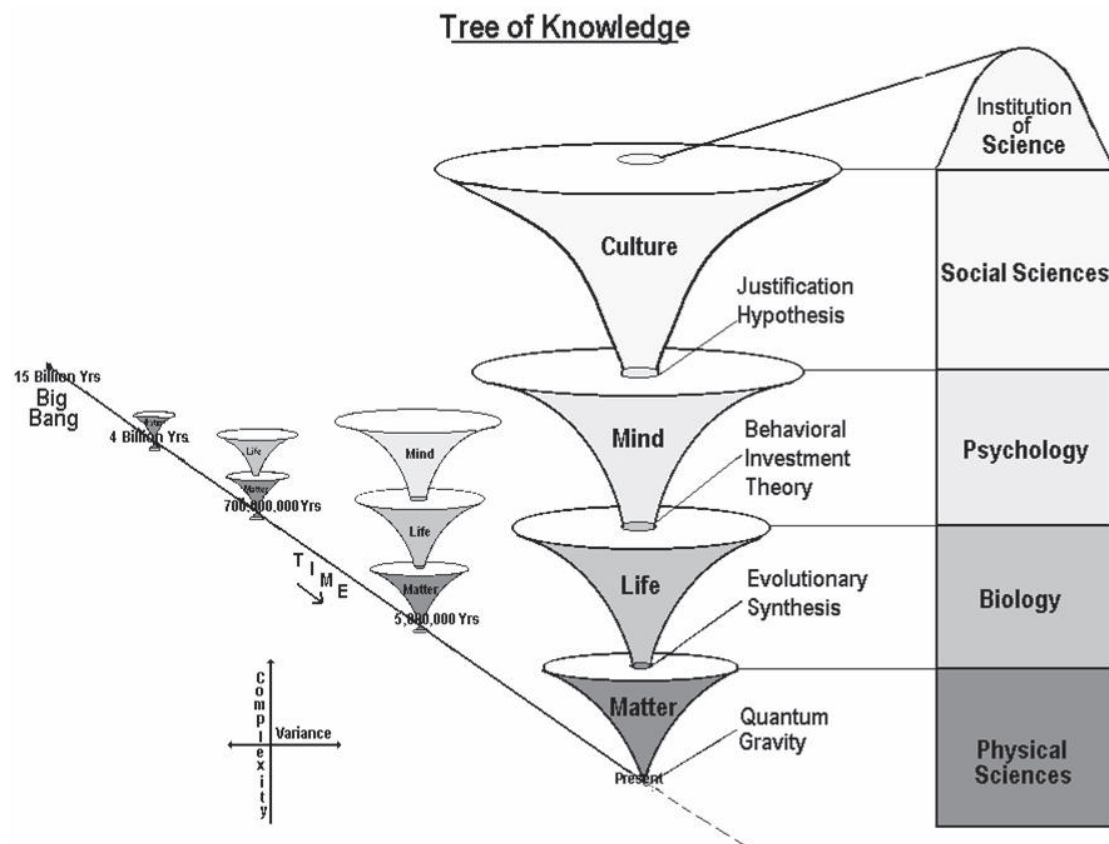 Tree of Knowledge
Institution
of
Science
Culture
Social Sciences
Justification
Hypothesis
15 Billion Yrs
Big
Bang
Matter
4 Billion Yrs
Life
Matter
700,000,000 Yrs
Mind
Life
Matter
5,000,000 Yrs
TIME
Mind
Behavioral
Investment
Theory
Psychology
Life
Evolutionary
Synthesis
Biology
Matter
Quantum
Gravity
Present
Physical
Sciences
Complexity
Variance